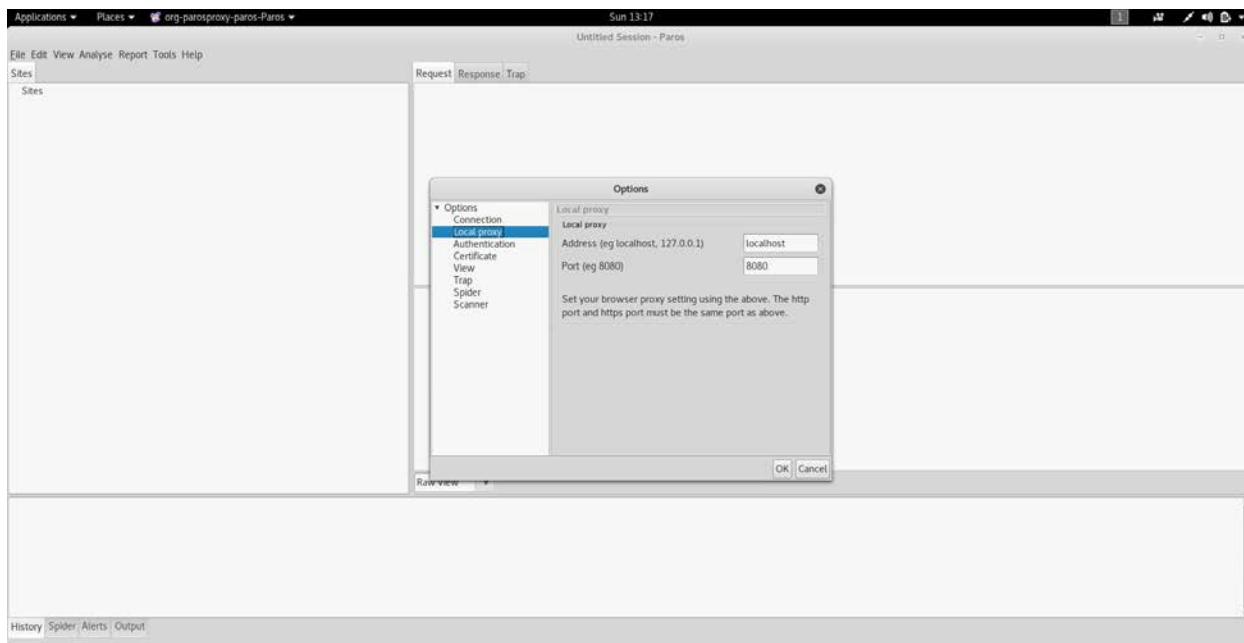 Applications Places org-parosproxy-paros-Paros Sun 13:17 1
Untitled Session - Paros
File Edit View Analyse Report Tools Help
Sites
Request Response Trap
Sites
Options
Options
Connection
Local proxy
Authentication
Certificate
View
Trap
Spider
Scanner
Local proxy
Local proxy
Address (eg localhost, 127.0.0.1) localhost
Port (eg 8080) 8080
Set your browser proxy setting using the above. The http
port and https port must be the same port as above.
OK Cancel
Raw View
History Spider Alerts Output